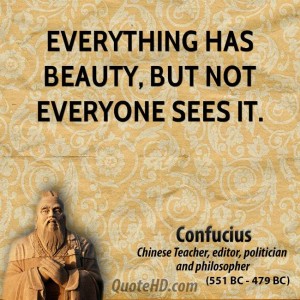 EVERYTHING HAS
BEAUTY, BUT NOT
EVERYONE SEES IT.
Confucius
Chinese Teacher, editor, politician
and philosopher
(551 BC - 479 BC)
QuoteHD.com